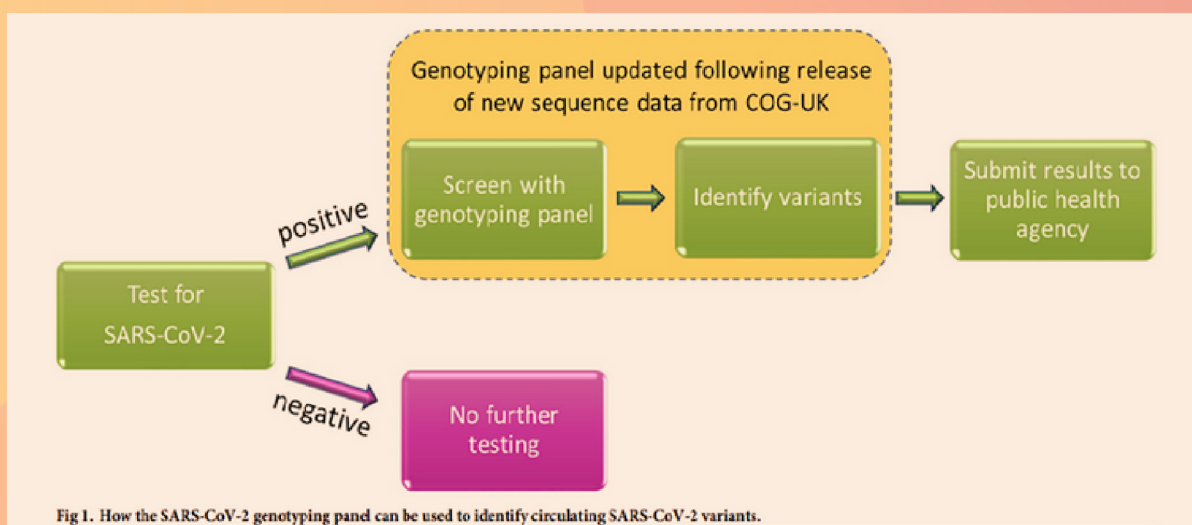 Genotyping panel updated following release
of new sequence data from COG-UK
Screen with
genotyping panel
Identify variants
Submit results to
public health
agency
positive
Test for
SARS-CoV-2
negative
No further
testing
Fig 1. How the SARS-CoV-2 genotyping panel can be used to identify circulating SARS-CoV-2 variants.